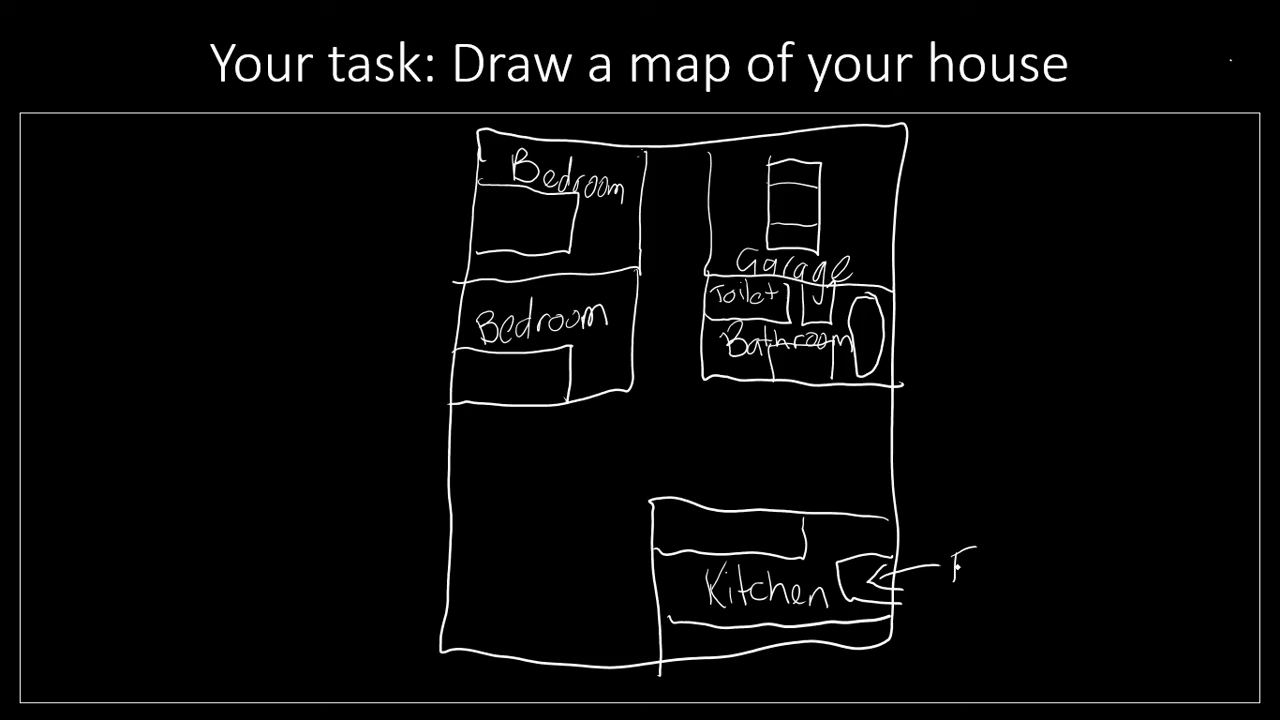 Your task: Draw a map of your house
Bedroom
Garage
Toilet
Bedroom
Bathroom
F
Kitchen